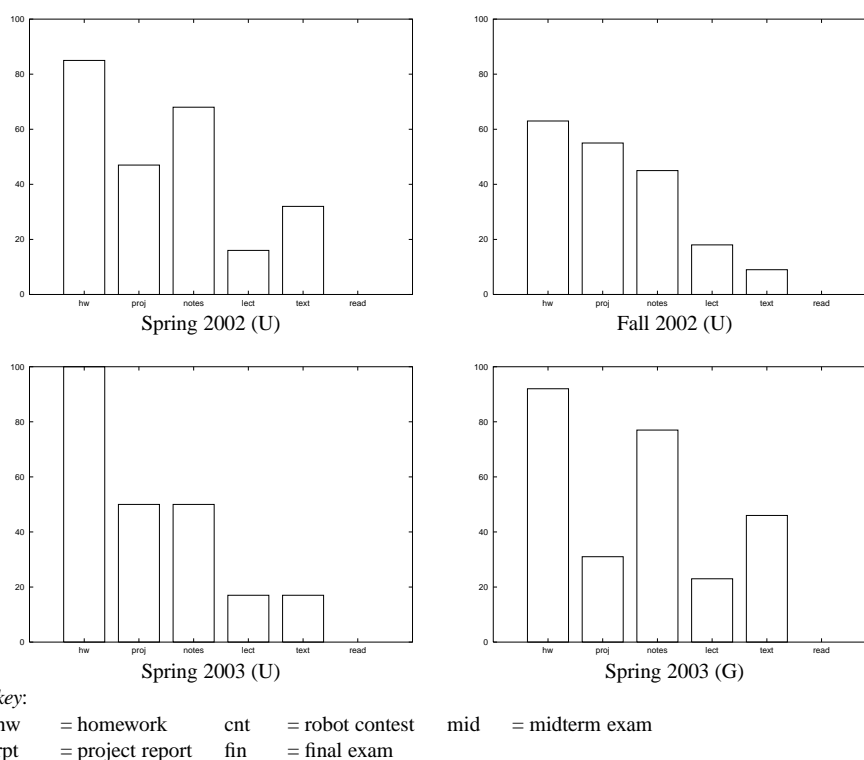 100
80
60
40
20
0
hw proj notes lect text read
Spring 2002 (U)
100
80
60
40
20
0
hw proj notes lect text read
Fall 2002 (U)
100
80
60
40
20
0
hw proj notes lect text read
Spring 2003 (U)
100
80
60
40
20
0
hw proj notes lect text read
Spring 2003 (G)
key:
hw = homework cnt = robot contest mid = midterm exam
rpt = project report fin = final exam